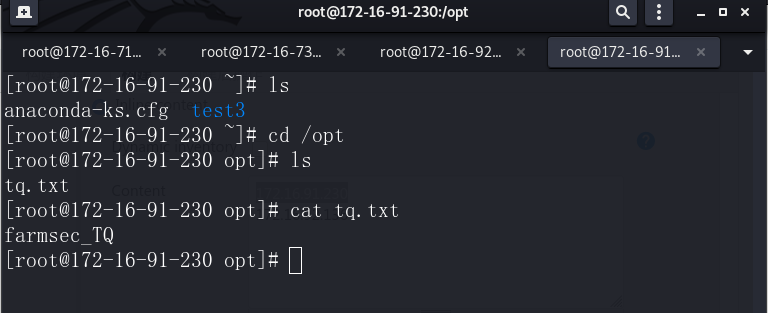 root@172-16-91-230:/opt
root@172-16-71... root@172-16-73... root@172-16-92... root@172-16-91...
[root@172-16-91-230 ~]# ls
anaconda-ks.cfg test3
[root@172-16-91-230 ~]# cd /opt
[root@172-16-91-230 opt]# ls
tq.txt
Content
[root@172-16-91-230 opt]# cat tq.txt
farmsec_TQ
[root@172-16-91-230 opt]#